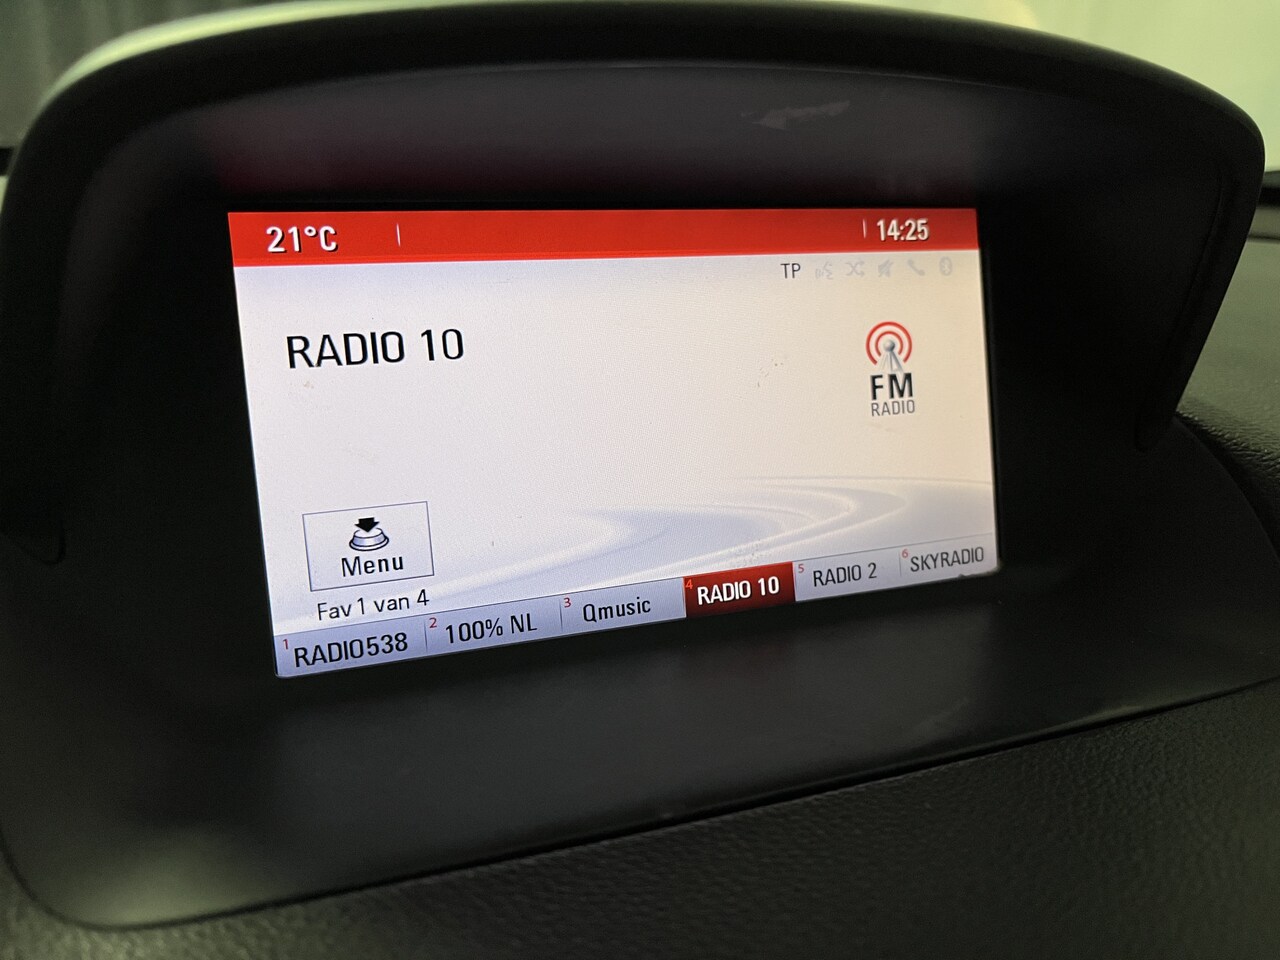 21°C 14:25
TP
RADIO 10
FM
RADIO
Menu
Fav 1 van 4
1 RADIO538 2 100% NL 3 Qmusic 4 RADIO 10 5 RADIO 2 6 SKYRADIO